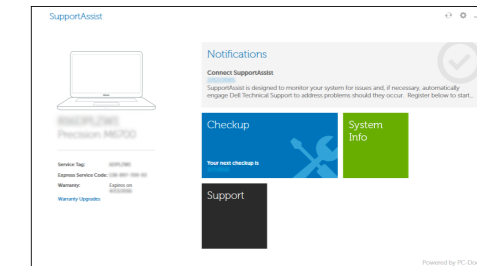 SupportAssist
Notifications
Connect SupportAssist
SupportAssist is designed to monitor your system for issues and, if necessary, automatically
engage Dell Technical Support to address problems should they occur. Register below to start..
Precision M6700
Checkup
System
Info
Your next checkup is
Service Tag:
Express Service Code:
Warranty:
Expires on
Warranty Upgrades
Support
Powered by PC-Do